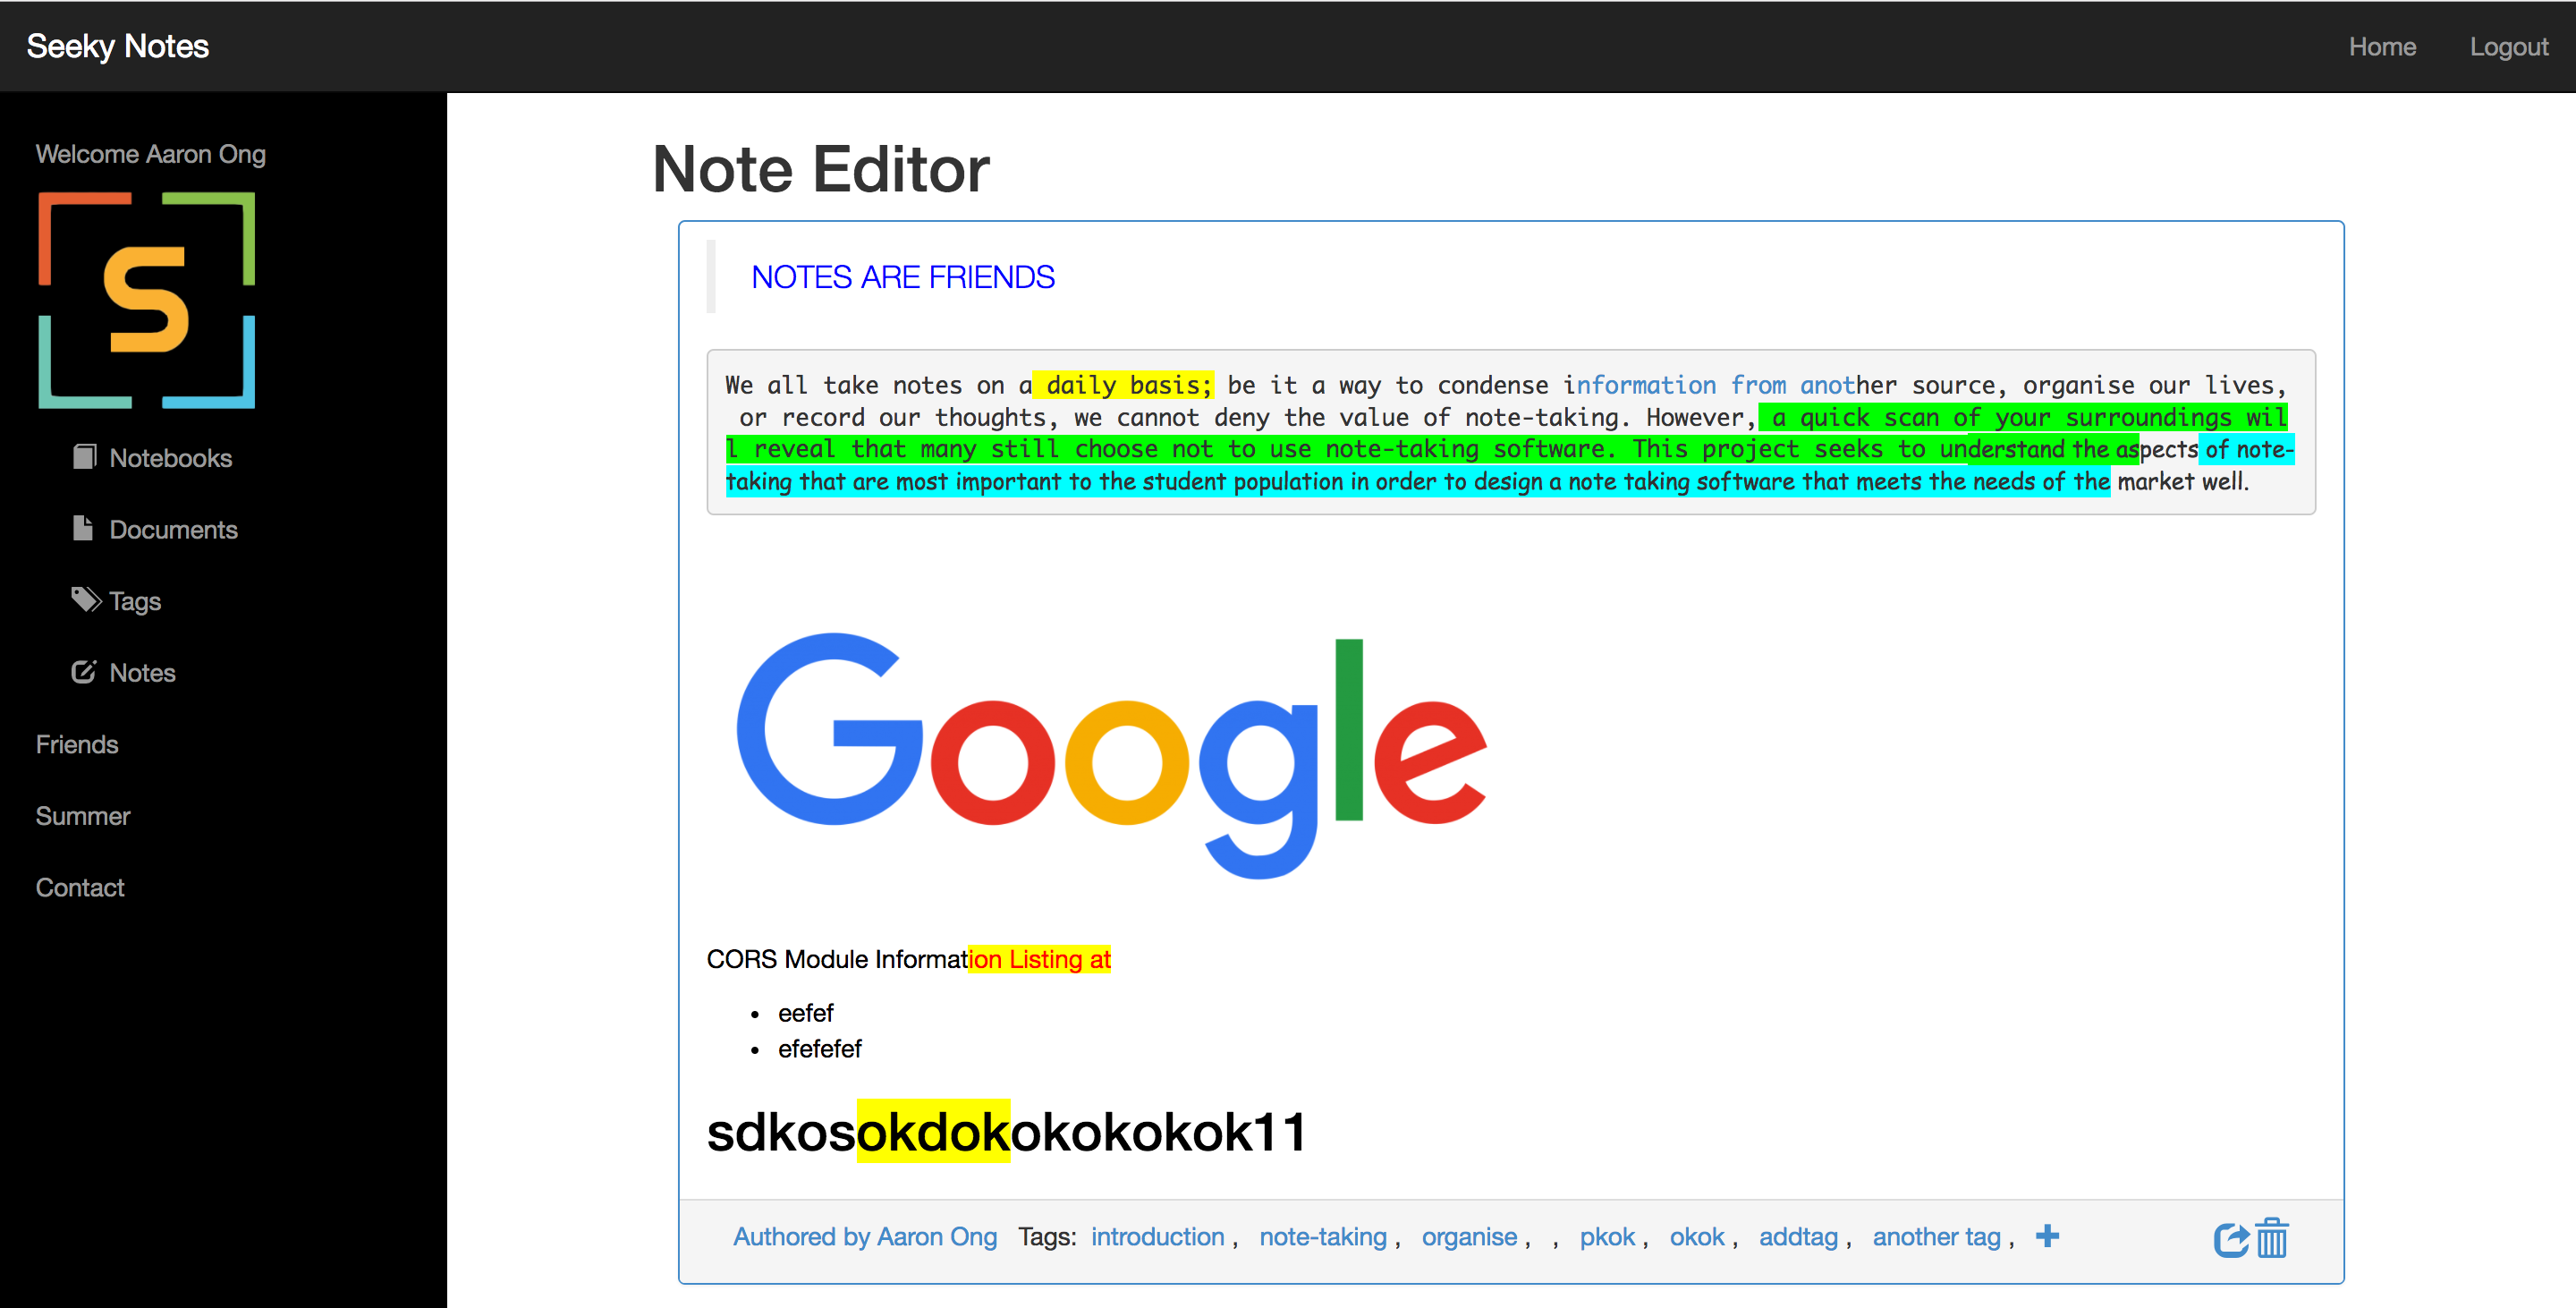 Seeky Notes Home Logout
Welcome Aaron Ong
S
Notebooks
Documents
Tags
Notes
Friends
Summer
Contact
Note Editor
NOTES ARE FRIENDS
We all take notes on a daily basis; be it a way to condense information from another source, organise our lives,
or record our thoughts, we cannot deny the value of note-taking. However, a quick scan of your surroundings wil
l reveal that many still choose not to use note-taking software. This project seeks to understand the aspects of note-
taking that are most important to the student population in order to design a note taking software that meets the needs of the market well.
Google
CORS Module Information Listing at
• eefef
• efefefef
sdkosokdokokokokok11
Authored by Aaron Ong Tags: introduction , note-taking , organise , , pkok , okok , addtag , another tag ,